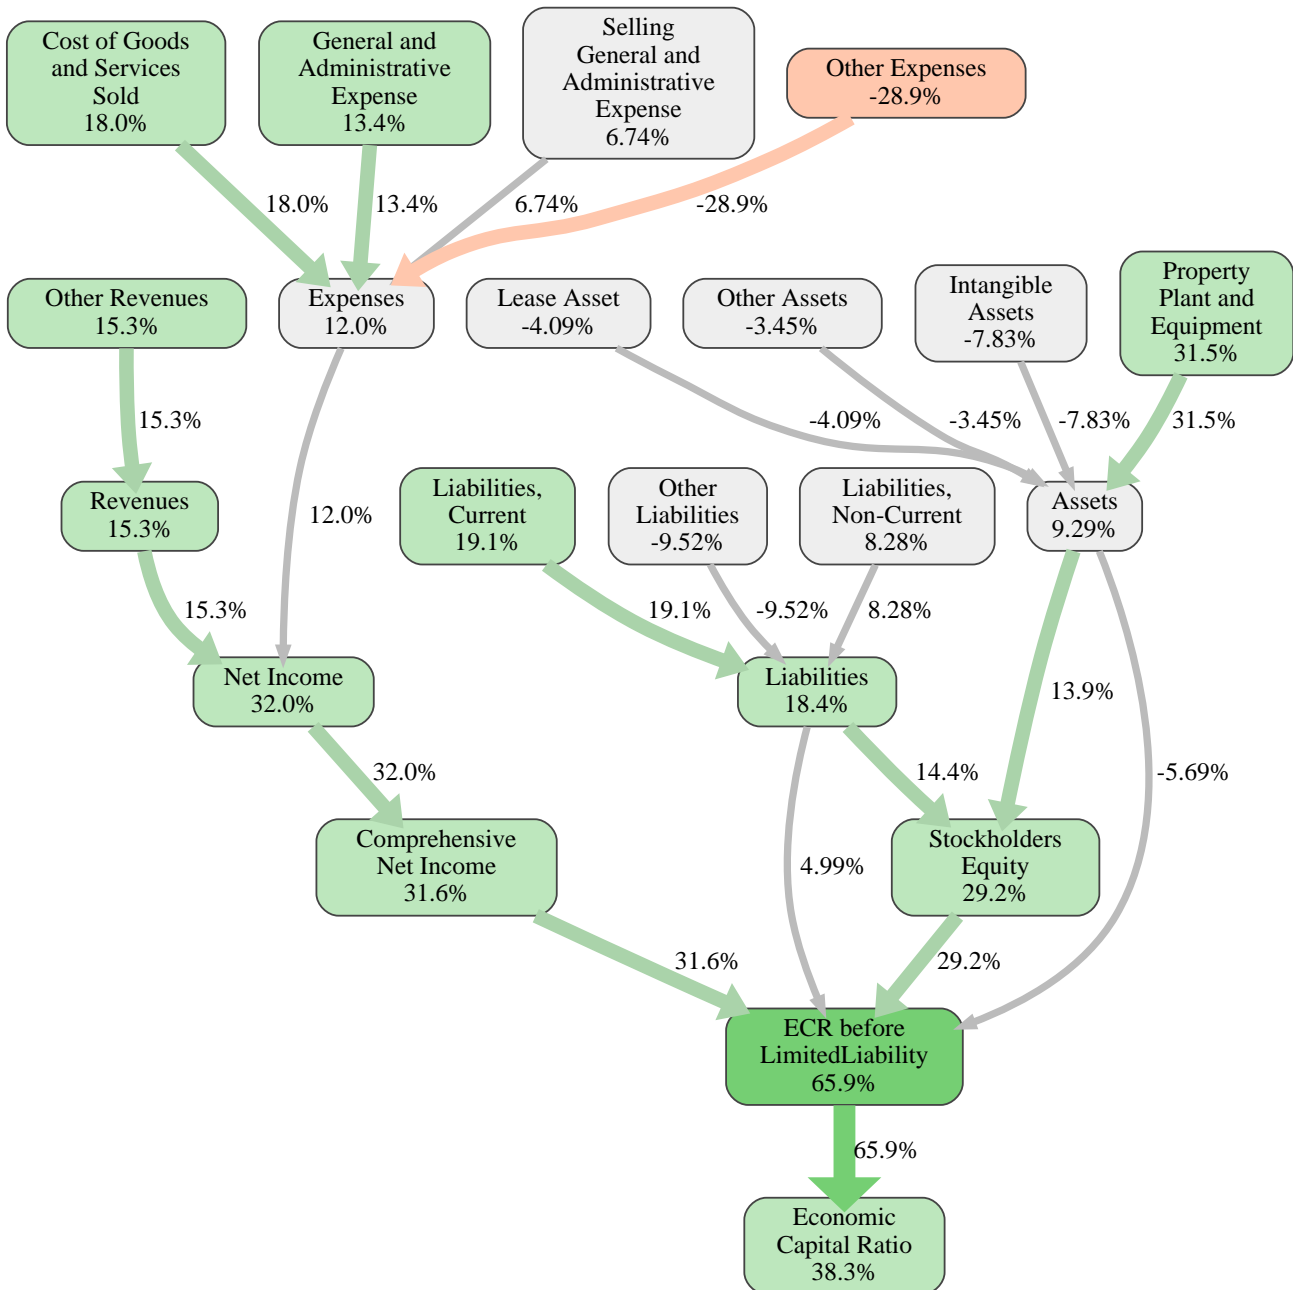 Cost of Goods
and Services
Sold
18.0%
General and
Administrative
Expense
13.4%
Selling
General and
Administrative
Expense
6.74%
Other Expenses
-28.9%
18.0%
13.4%
6.74%
-28.9%
Other Revenues
15.3%
Expenses
12.0%
Lease Asset
-4.09%
Other Assets
-3.45%
Intangible
Assets
-7.83%
Property
Plant and
Equipment
31.5%
15.3%
-4.09%
-3.45%
-7.83%
31.5%
Revenues
15.3%
12.0%
Liabilities,
Current
19.1%
Other
Liabilities
-9.52%
Liabilities,
Non-Current
8.28%
Assets
9.29%
15.3%
19.1%
-9.52%
8.28%
Net Income
32.0%
Liabilities
18.4%
13.9%
32.0%
14.4%
-5.69%
Comprehensive
Net Income
31.6%
4.99%
Stockholders
Equity
29.2%
31.6%
29.2%
ECR before
LimitedLiability
65.9%
65.9%
Economic
Capital Ratio
38.3%